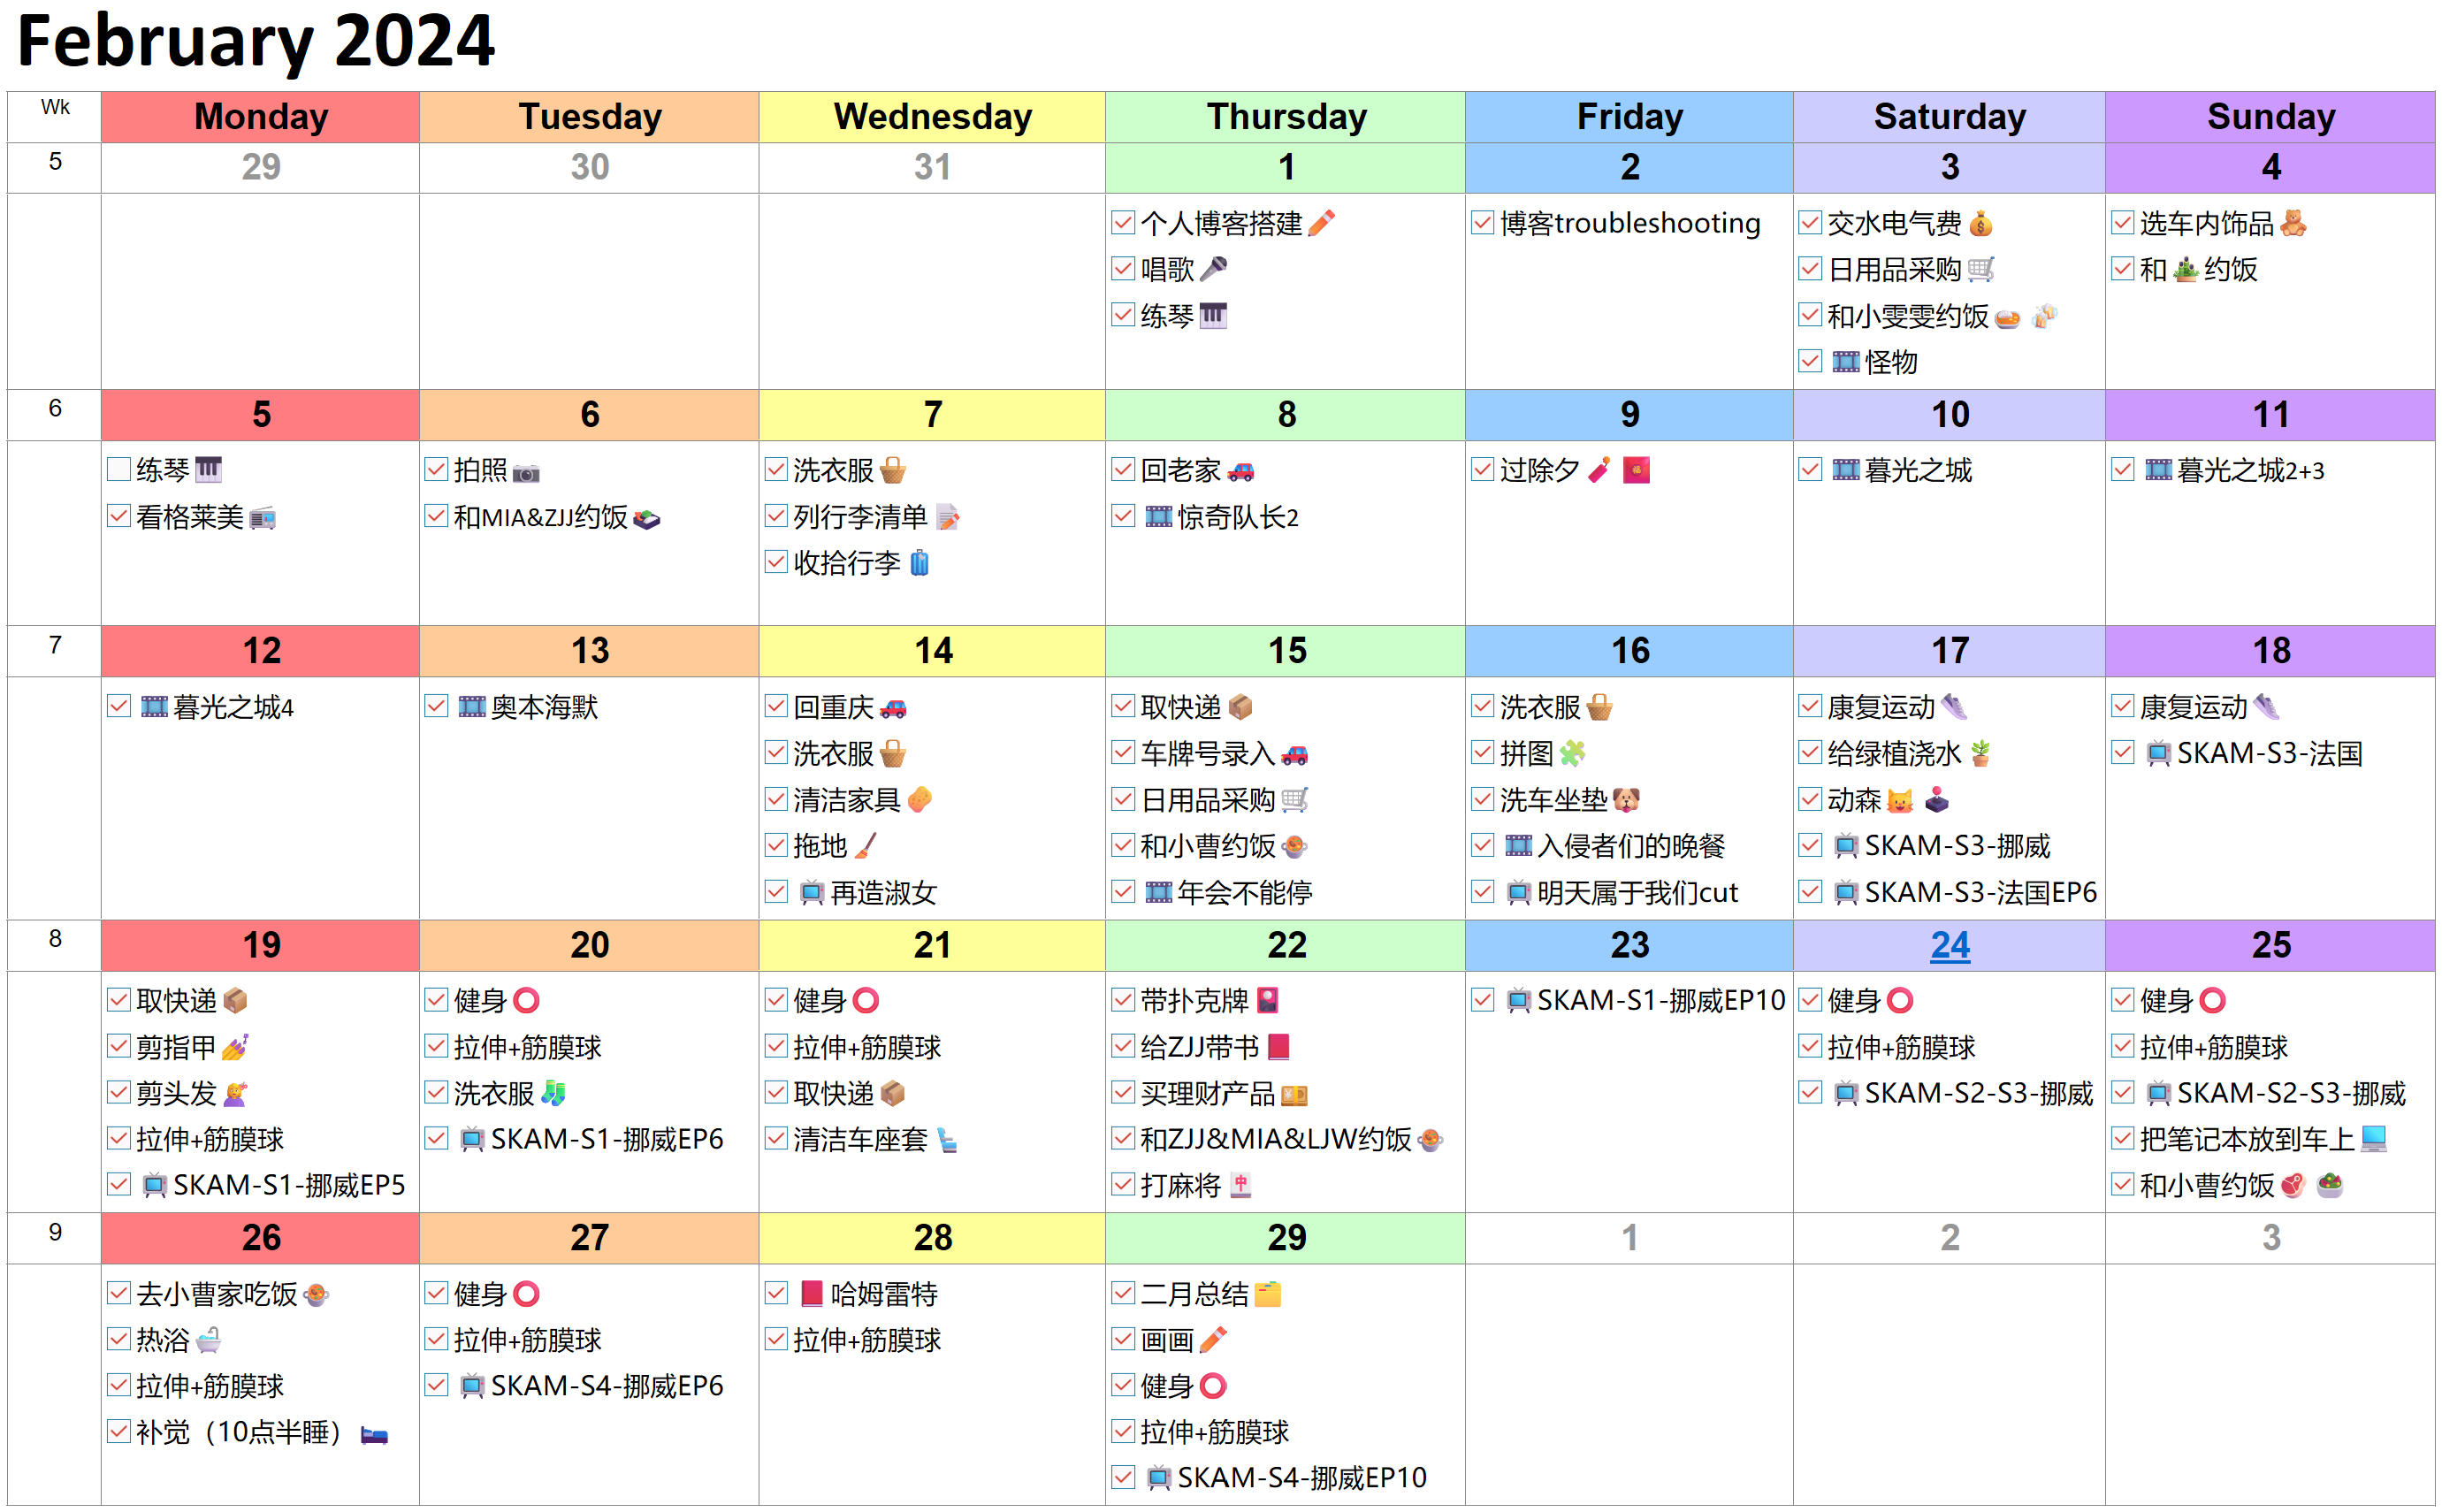 February 2024
Wk Monday Tuesday Wednesday Thursday Friday Saturday Sunday
5 29 30 31 1 2 3 4
个人博客搭建
唱歌
练琴
博客troubleshooting
交水电气费
日用品采购
和小雯雯约饭
怪物
选车内饰品
和约饭
6 5 6 7 8 9 10 11
练琴
看格莱美
拍照
和MIA&ZJJ约饭
洗衣服
列行李清单
收拾行李
回老家
惊奇队长2
过除夕
暮光之城
暮光之城2+3
7 12 13 14 15 16 17 18
暮光之城4
奥本海默
回重庆
洗衣服
清洁家具
拖地
再造淑女
取快递
车牌号录入
日用品采购
和小曹约饭
年会不能停
洗衣服
拼图
洗车坐垫
入侵者们的晚餐
明天属于我们cut
康复运动
给绿植浇水
动森
SKAM-S3-挪威
SKAM-S3-法国EP6
康复运动
SKAM-S3-法国
8 19 20 21 22 23 24 25
取快递
剪指甲
剪头发
拉伸+筋膜球
SKAM-S1-挪威EP5
健身
拉伸+筋膜球
洗衣服
SKAM-S1-挪威EP6
健身
拉伸+筋膜球
取快递
清洁车座套
带扑克牌
给ZJJ带书
买理财产品
和ZJJ&MIA&LJW约饭
打麻将
SKAM-S1-挪威EP10
健身
拉伸+筋膜球
SKAM-S2-S3-挪威
健身
拉伸+筋膜球
SKAM-S2-S3-挪威
把笔记本放到车上
和小曹约饭
9 26 27 28 29 1 2 3
去小曹家吃饭
热浴
拉伸+筋膜球
补觉（10点半睡）
健身
拉伸+筋膜球
SKAM-S4-挪威EP6
哈姆雷特
拉伸+筋膜球
二月总结
画画
健身
拉伸+筋膜球
SKAM-S4-挪威EP10